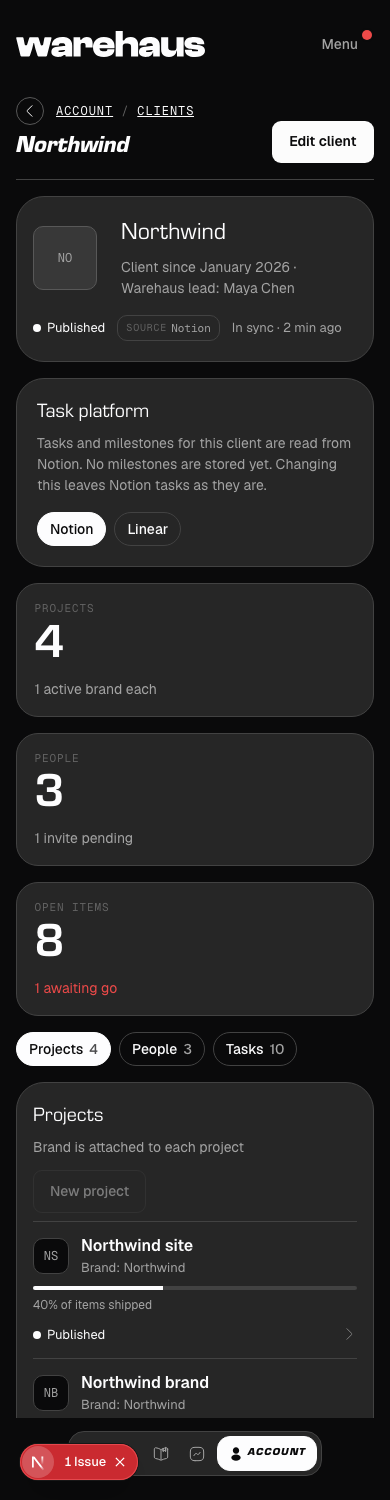 warehaus
Menu
ACCOUNT / CLIENTS
Northwind
Edit client
NO
Northwind
Client since January 2026 ·
Warehaus lead: Maya Chen
Published
SOURCE Notion
In sync · 2 min ago
Task platform
Tasks and milestones for this client are read from
Notion. No milestones are stored yet. Changing
this leaves Notion tasks as they are.
Notion
Linear
PROJECTS
4
1 active brand each
PEOPLE
3
1 invite pending
OPEN ITEMS
8
1 awaiting go
Projects 4
People 3
Tasks 10
Projects
Brand is attached to each project
New project
NS
Northwind site
Brand: Northwind
40% of items shipped
Published
NB
Northwind brand
Brand: Northwind
N
1 Issue
ACCOUNT